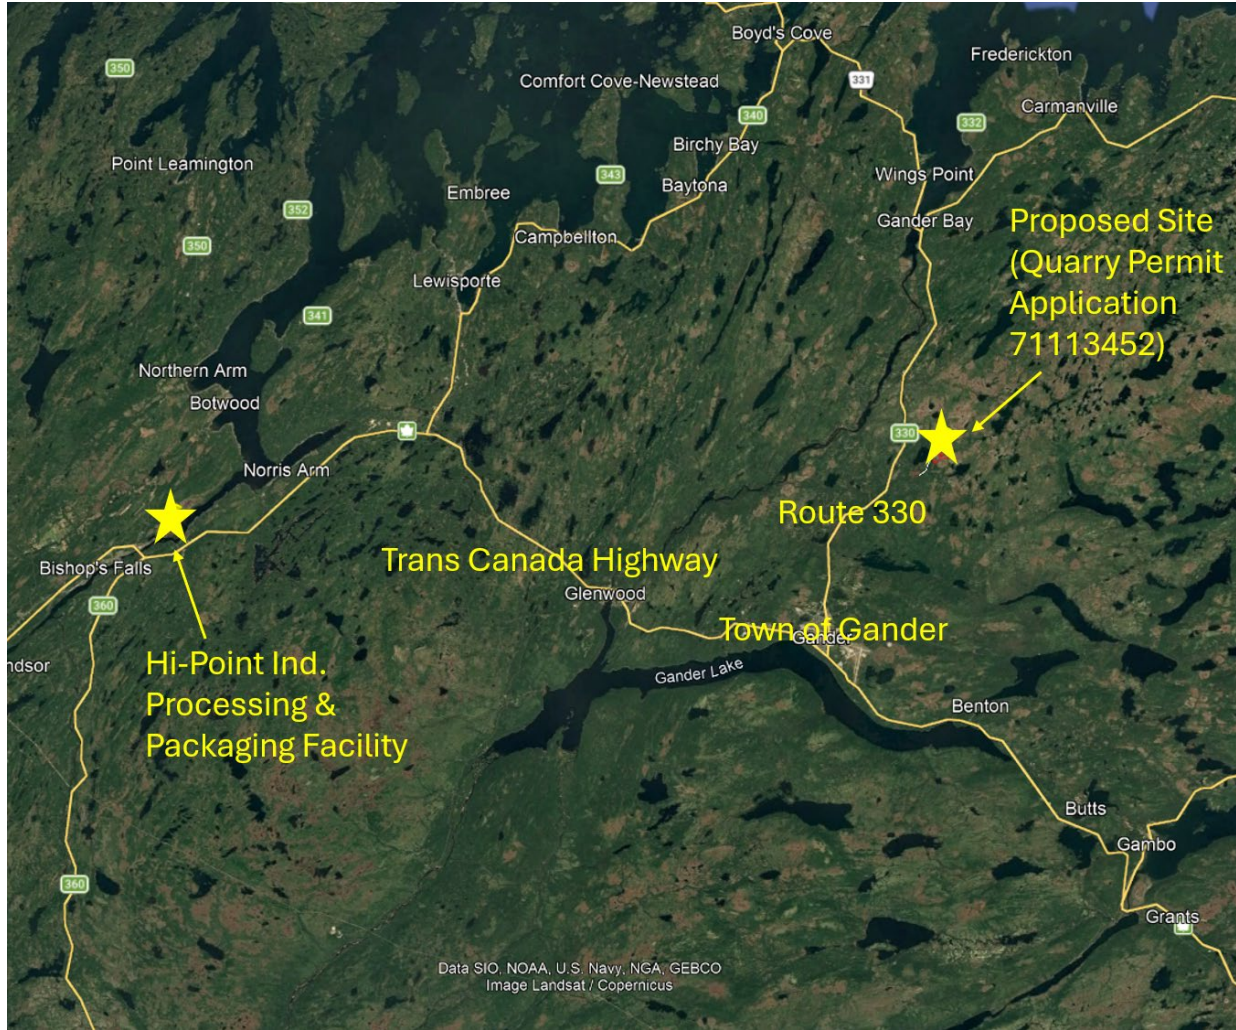 Boyd's Cove
Frederickton
350
Comfort Cove-Newstead
331
Carmanville
340
332
Point Leamington
Birchy Bay
343
Wings Point
Embree
Baytona
352
Gander Bay
Proposed Site
(Quarry Permit
Application
71113452)
350
Campbellton
Lewisporte
341
Northern Arm
Botwood
330
Norris Arm
Route 330
Trans Canada Highway
Bishop's Falls
Glenwood
360
Town of Gander
Gander
ndsor
Hi-Point Ind.
Processing &
Packaging Facility
Gander Lake
Benton
Butts
Gambo
360
Grants
Data SIO, NOAA, U.S. Navy, NGA, GEBCO
Image Landsat / Copernicus